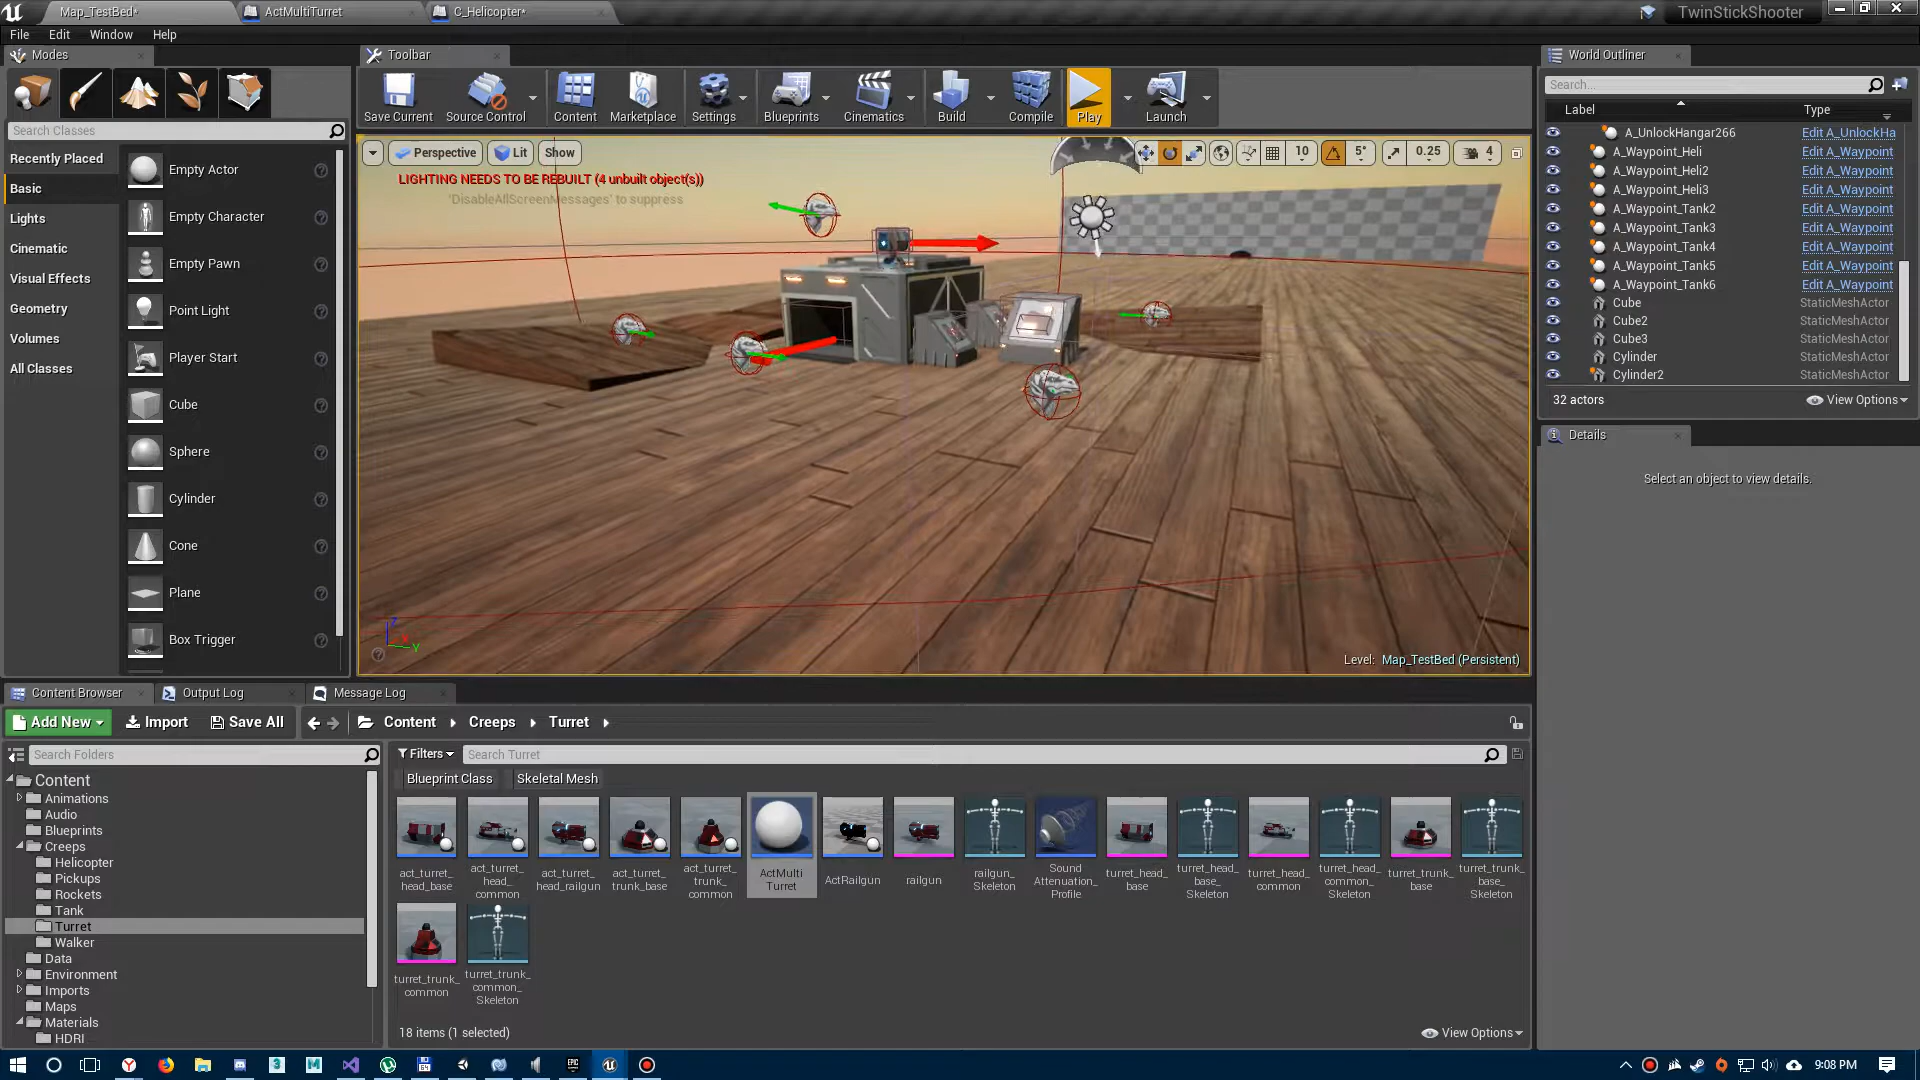 Map_TestBed*
ActMultiTurret
C_Helicopter*
TwinStickShooter
File Edit Window Help
Modes
Toolbar
World Outliner
Save Current
Source Control
Content
Marketplace
Settings
Blueprints
Cinematics
Build
Compile
Play
Launch
Search...
Label
Type
Search Classes
Recently Placed
Basic
Lights
Cinematic
Visual Effects
Geometry
Volumes
All Classes
Empty Actor
Empty Character
Empty Pawn
Point Light
Player Start
Cube
Sphere
Cylinder
Cone
Plane
Box Trigger
Perspective
Lit
Show
10
5°
0.25
4
LIGHTING NEEDS TO BE REBUILT (4 unbuilt object(s))
'DisableAllScreenMessages' to suppress
Level: Map_TestBed (Persistent)
A_UnlockHangar266 Edit A_UnlockHa
A_Waypoint_Heli Edit A_Waypoint
A_Waypoint_Heli2 Edit A_Waypoint
A_Waypoint_Heli3 Edit A_Waypoint
A_Waypoint_Tank2 Edit A_Waypoint
A_Waypoint_Tank3 Edit A_Waypoint
A_Waypoint_Tank4 Edit A_Waypoint
A_Waypoint_Tank5 Edit A_Waypoint
A_Waypoint_Tank6 Edit A_Waypoint
Cube StaticMeshActor
Cube2 StaticMeshActor
Cube3 StaticMeshActor
Cylinder StaticMeshActor
Cylinder2 StaticMeshActor
32 actors
View Options
Details
Select an object to view details.
Content Browser
Output Log
Message Log
Add New
Import
Save All
Content
Creeps
Turret
Search Folders
Filters
Search Turret
Blueprint Class
Skeletal Mesh
Content
Animations
Audio
Blueprints
Creeps
Helicopter
Pickups
Rockets
Tank
Turret
Walker
Data
Environment
Imports
Maps
Materials
HDRI
act_turret_
head_base
act_turret_
head_
common
act_turret_
head_railgun
act_turret_
trunk_base
act_turret_
trunk_
common
ActMulti
Turret
ActRailgun
railgun
railgun_
Skeleton
Sound
Attenuation_
Profile
turret_head_
base
turret_head_
base_
Skeleton
turret_head_
common
turret_head_
common_
Skeleton
turret_trunk_
base
turret_trunk_
base_
Skeleton
turret_trunk_
common
turret_trunk_
common_
Skeleton
18 items (1 selected)
View Options
9:08 PM